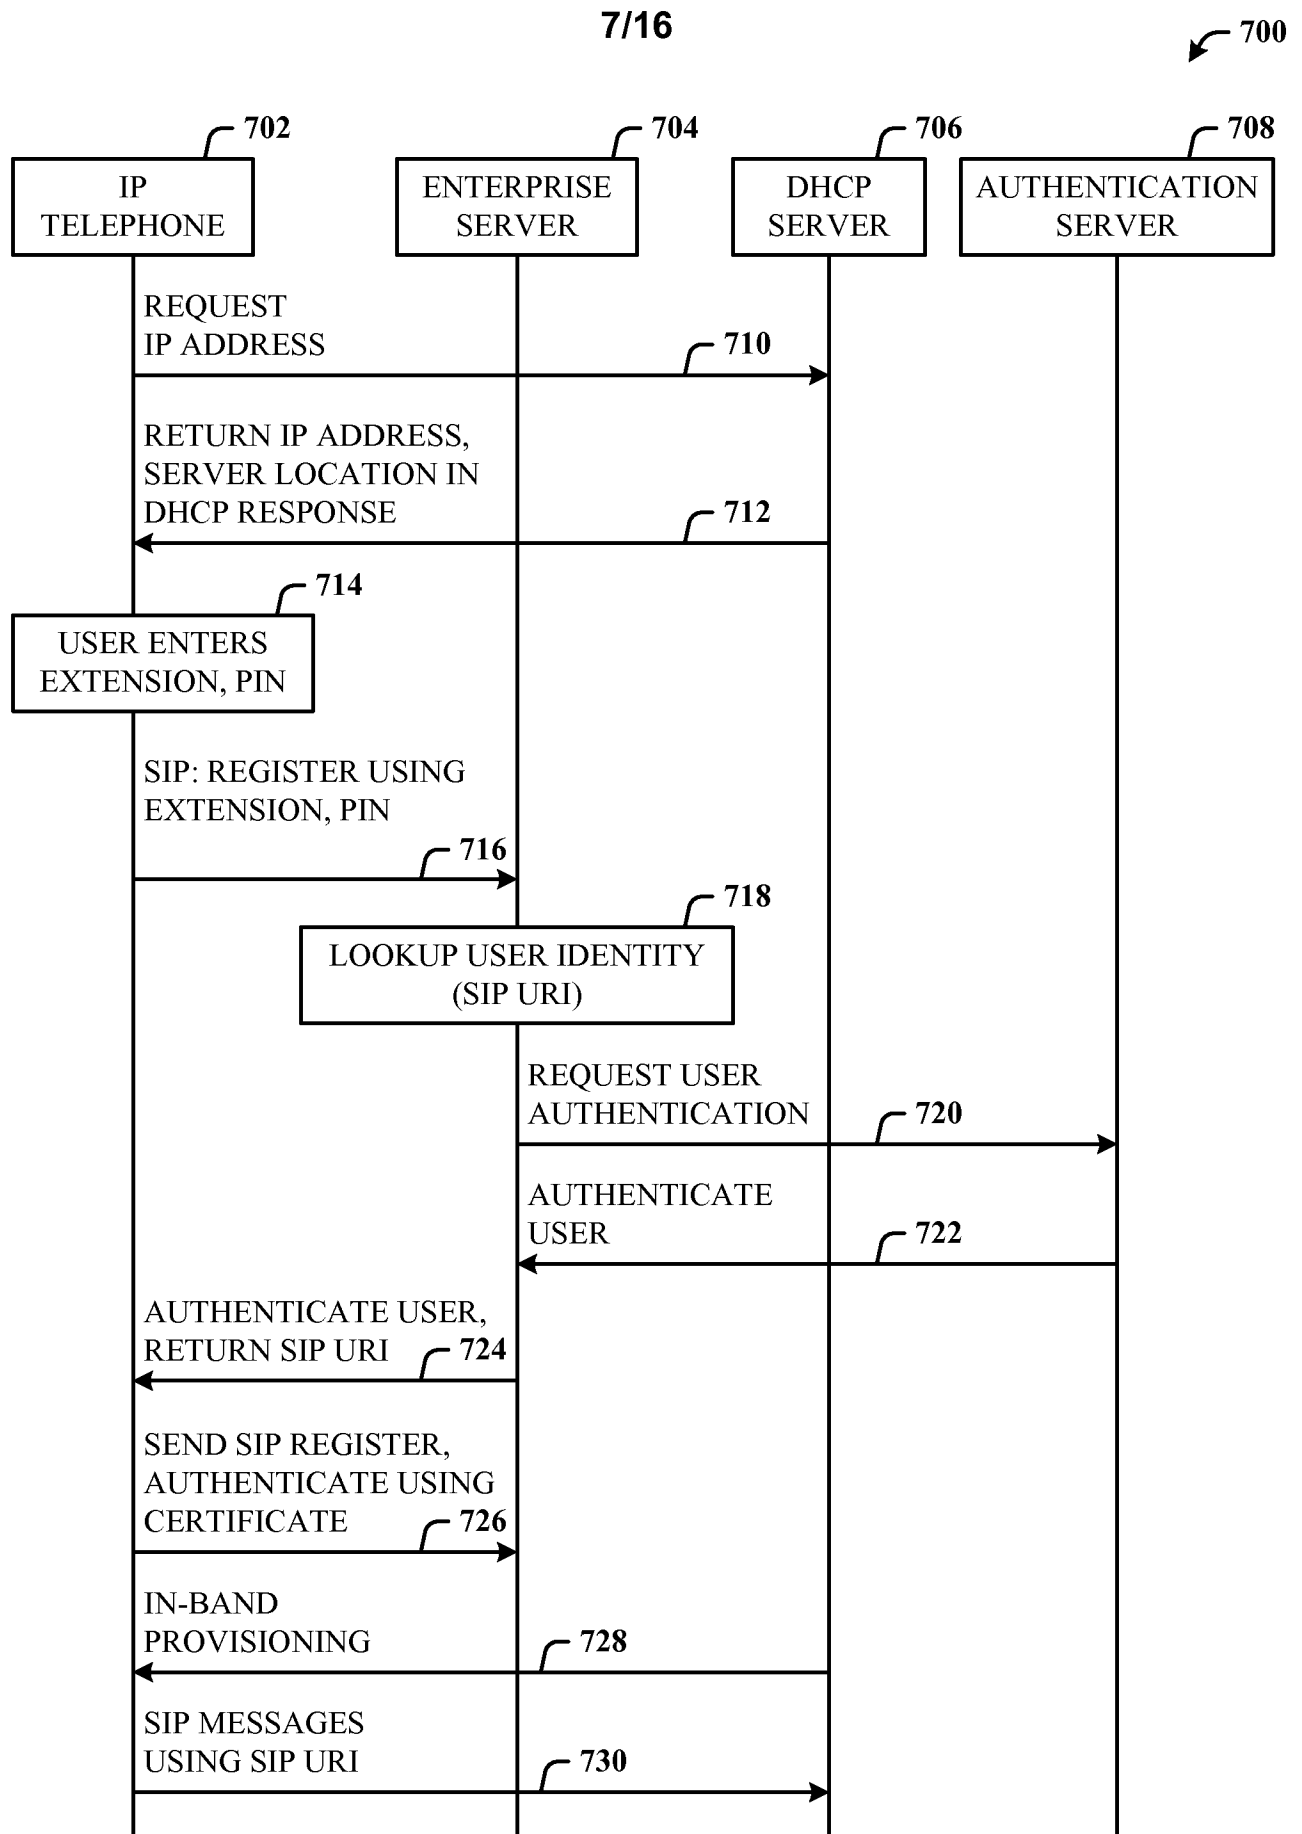 7/16
700
702
704
706
708
IP
TELEPHONE
ENTERPRISE
SERVER
DHCP
SERVER
AUTHENTICATION
SERVER
REQUEST
IP ADDRESS
710
RETURN IP ADDRESS,
SERVER LOCATION IN
DHCP RESPONSE
712
714
USER ENTERS
EXTENSION, PIN
SIP: REGISTER USING
EXTENSION, PIN
716
718
LOOKUP USER IDENTITY
(SIP URI)
REQUEST USER
AUTHENTICATION
720
AUTHENTICATE
USER
722
AUTHENTICATE USER,
RETURN SIP URI
724
SEND SIP REGISTER,
AUTHENTICATE USING
CERTIFICATE
726
IN-BAND
PROVISIONING
728
SIP MESSAGES
USING SIP URI
730